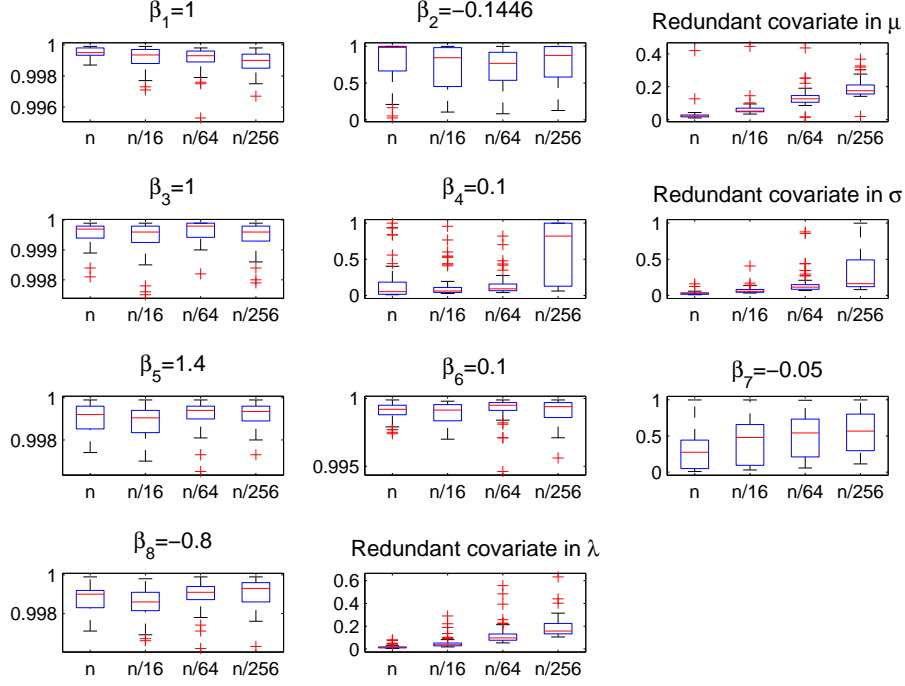 β1=1
1
0.998
0.996
n n/16 n/64 n/256
β2=−0.1446
1
0.5
0
n n/16 n/64 n/256
Redundant covariate in μ
0.4
0.2
0
n n/16 n/64 n/256
β3=1
1
0.999
0.998
n n/16 n/64 n/256
β4=0.1
1
0.5
0
n n/16 n/64 n/256
Redundant covariate in σ
1
0.5
0
n n/16 n/64 n/256
β5=1.4
1
0.998
n n/16 n/64 n/256
β6=0.1
1
0.995
n n/16 n/64 n/256
β7=−0.05
1
0.5
0
n n/16 n/64 n/256
β8=−0.8
1
0.998
n n/16 n/64 n/256
Redundant covariate in λ
0.6
0.4
0.2
0
n n/16 n/64 n/256